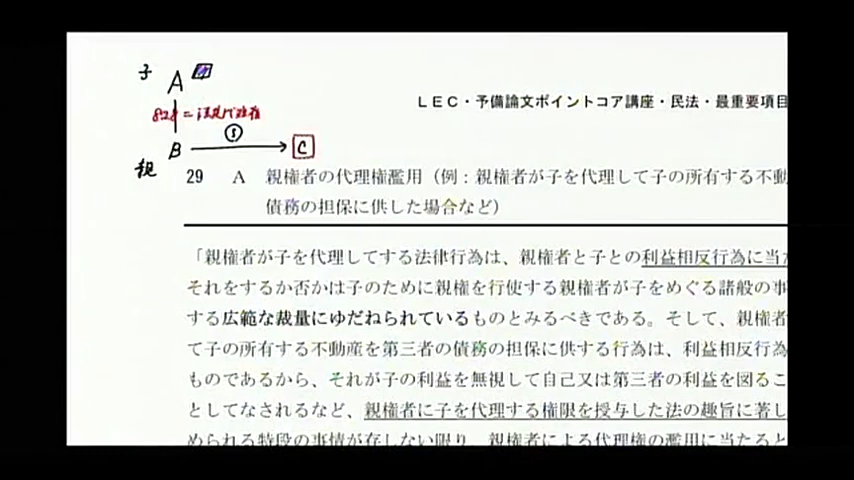 子 A
824 = 法定代理権
①
B C
親
LEC・予備論文ポイントコア講座・民法・最重要項目
29 A 親権者の代理権濫用（例：親権者が子を代理して子の所有する不動
債務の担保に供した場合など）
「親権者が子を代理してする法律行為は、親権者と子との利益相反行為に当た
それをするか否かは子のために親権を行使する親権者が子をめぐる諸般の事
する広範な裁量にゆだねられているものとみるべきである。そして、親権者
て子の所有する不動産を第三者の債務の担保に供する行為は、利益相反行為
ものであるから、それが子の利益を無視して自己又は第三者の利益を図るこ
としてなされるなど、親権者に子を代理する権限を授与した法の趣旨に著し
められる特段の事情が存しない限り、親権者による代理権の濫用に当たると